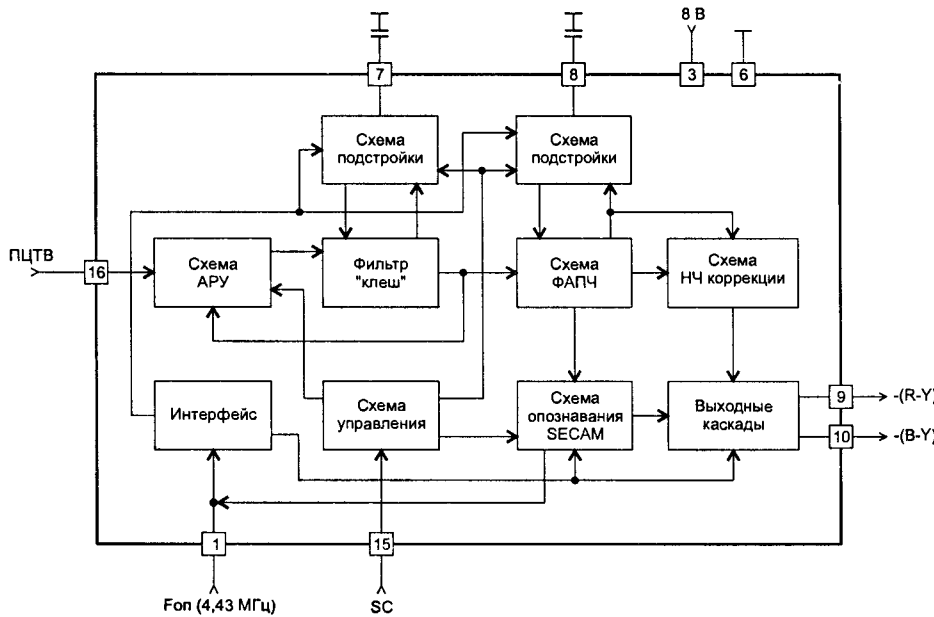 8 В
7
8
3
6
Схема
подстройки
Схема
подстройки
ПЦТВ
16
Схема
АРУ
Фильтр
"клеш"
Схема
ФАПЧ
Схема
НЧ коррекции
Интерфейс
Схема
управления
Схема
опознавания
SECAM
Выходные
каскады
9
-(R-Y)
10
-(B-Y)
1
15
Fоп (4,43 МГц)
SC